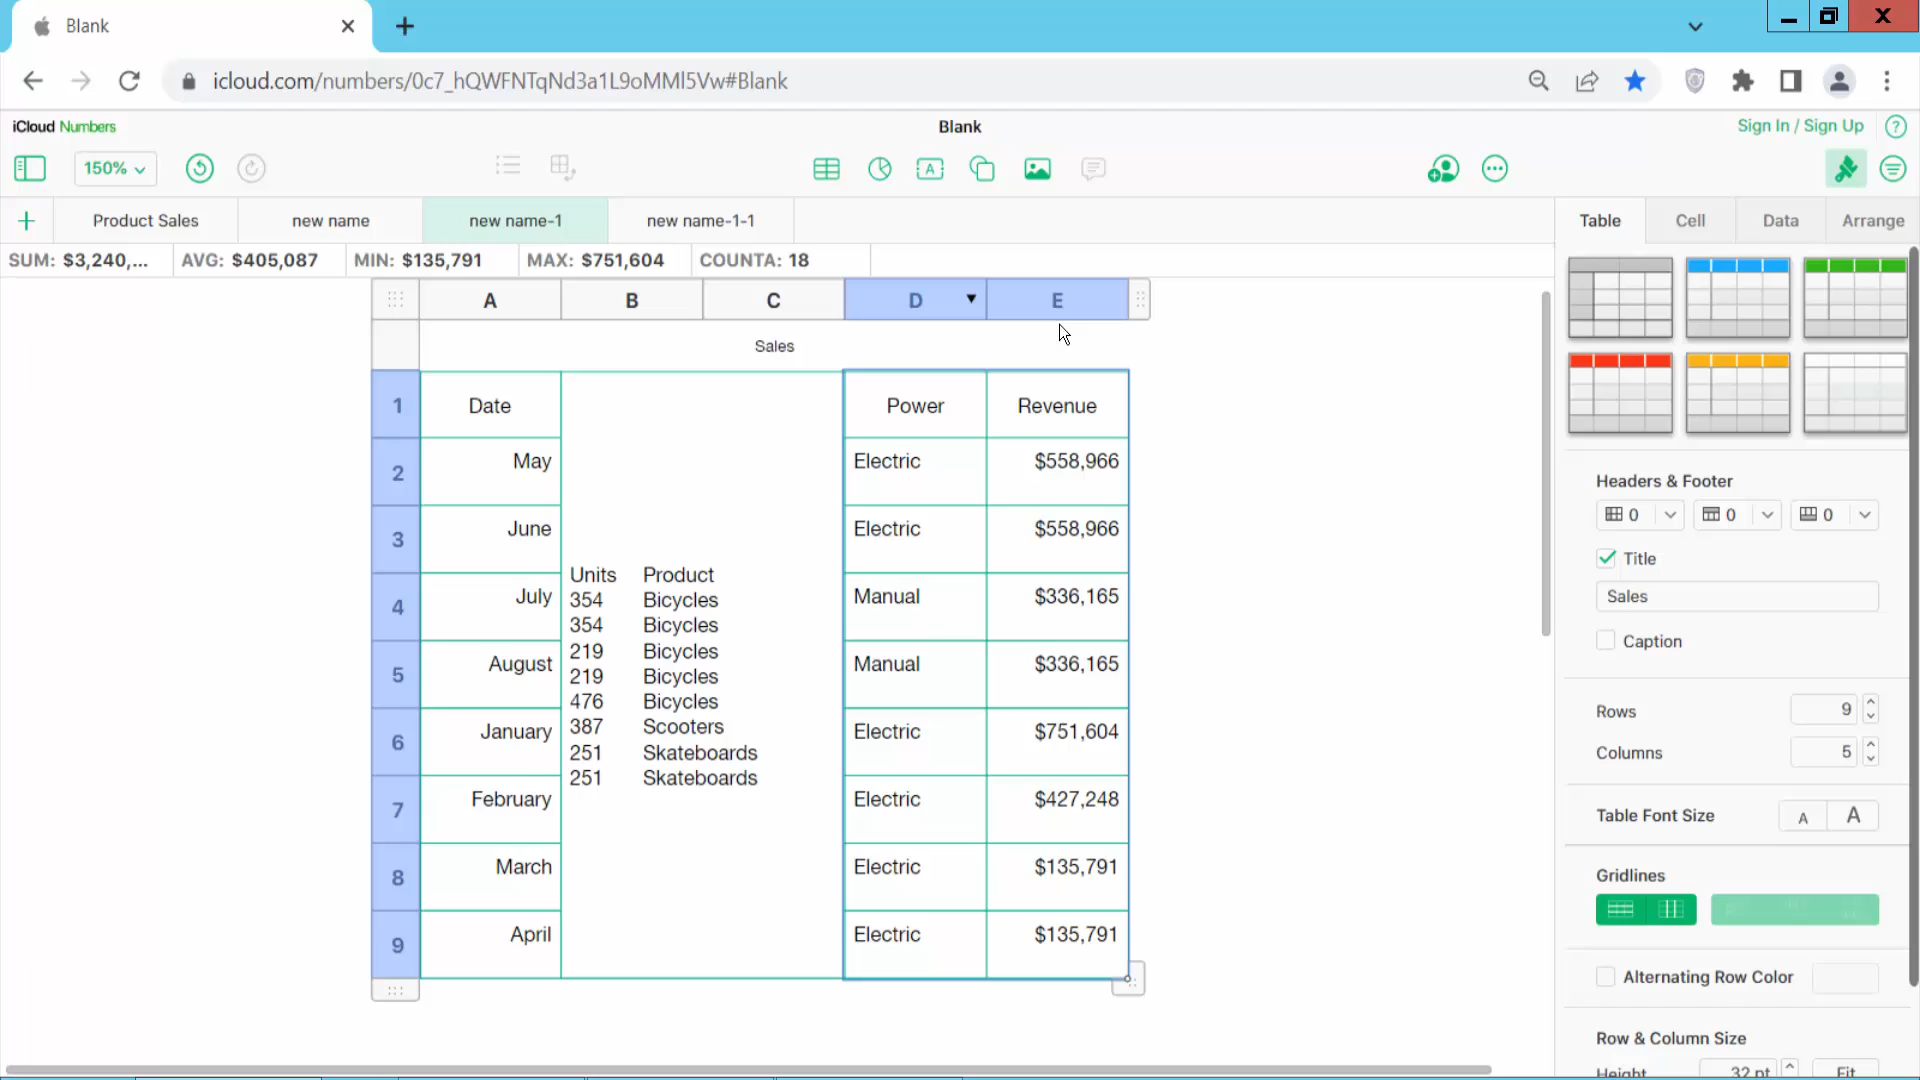 Blank
icloud.com/numbers/0c7_hQWFNTqNd3a1L9oMMl5Vw#Blank
iCloud Numbers
Blank
Sign In / Sign Up
?
150%
Product Sales
new name
new name-1
new name-1-1
Table
Cell
Data
Arrange
SUM: $3,240,...
AVG: $405,087
MIN: $135,791
MAX: $751,604
COUNTA: 18
A
B
C
D
E
Sales
1
Date
Power
Revenue
2
May
Electric
$558,966
3
June
Electric
$558,966
4
July
Manual
$336,165
5
August
Manual
$336,165
6
January
Electric
$751,604
7
February
Electric
$427,248
8
March
Electric
$135,791
9
April
Electric
$135,791
Units Product
354 Bicycles
354 Bicycles
219 Bicycles
219 Bicycles
476 Bicycles
387 Scooters
251 Skateboards
251 Skateboards
Headers & Footer
0
0
0
Title
Sales
Caption
Rows
9
Columns
5
Table Font Size
A
A
Gridlines
Alternating Row Color
Row & Column Size
Height
32 pt
Fit